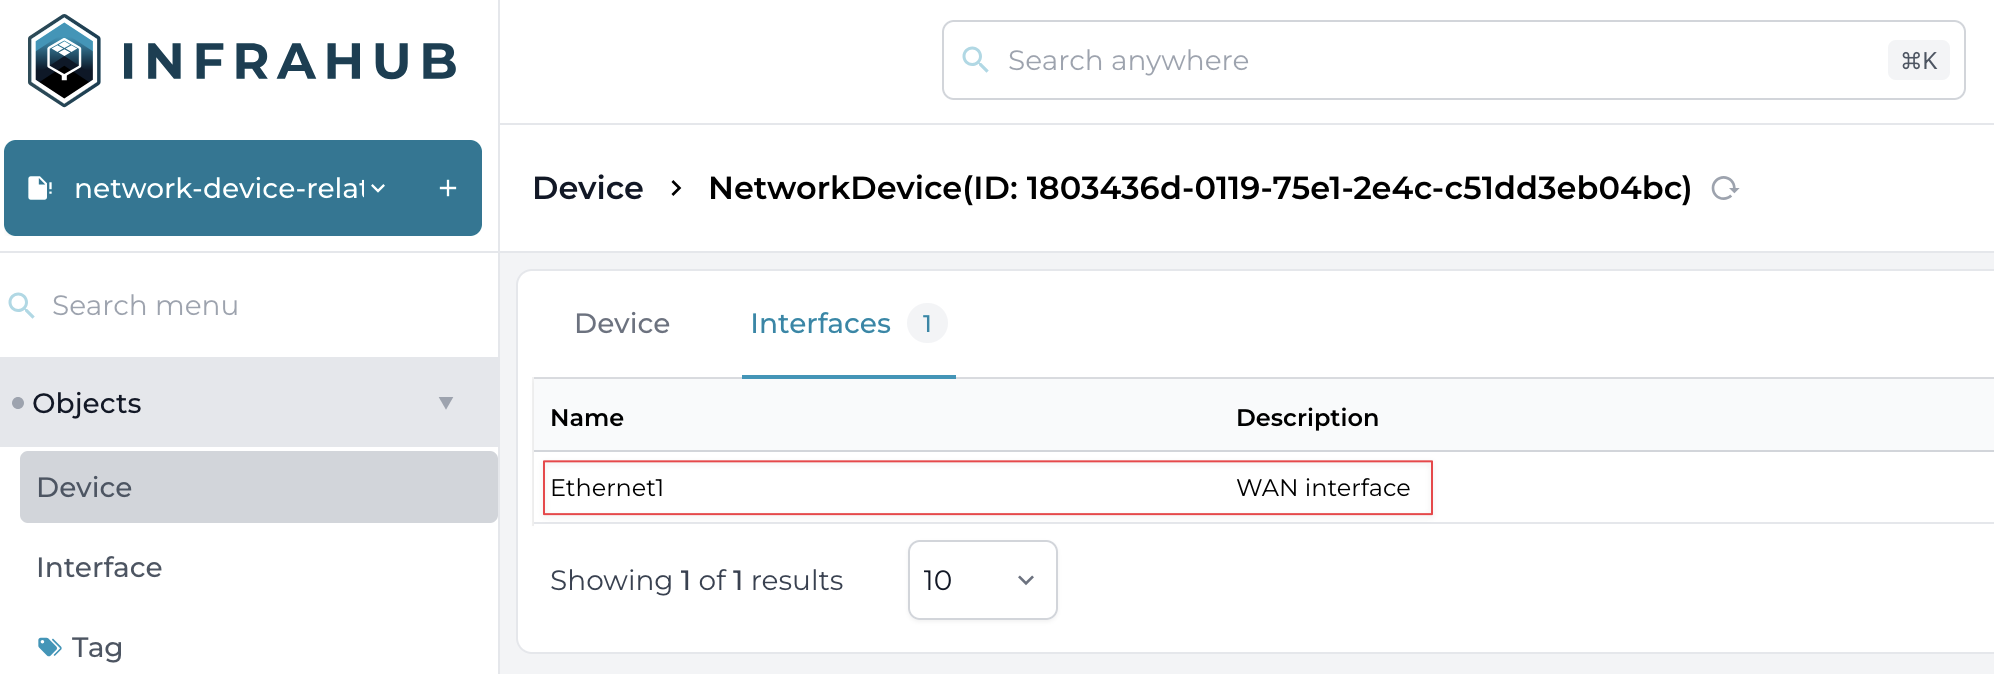 INFRAHUB
Search anywhere
⌘K
network-device-relat
+
Device > NetworkDevice(ID: 1803436d-0119-75e1-2e4c-c51dd3eb04bc)
Search menu
Objects
Device
Interface
Tag
Device Interfaces 1
Name Description
Ethernet1 WAN interface
Showing 1 of 1 results 10